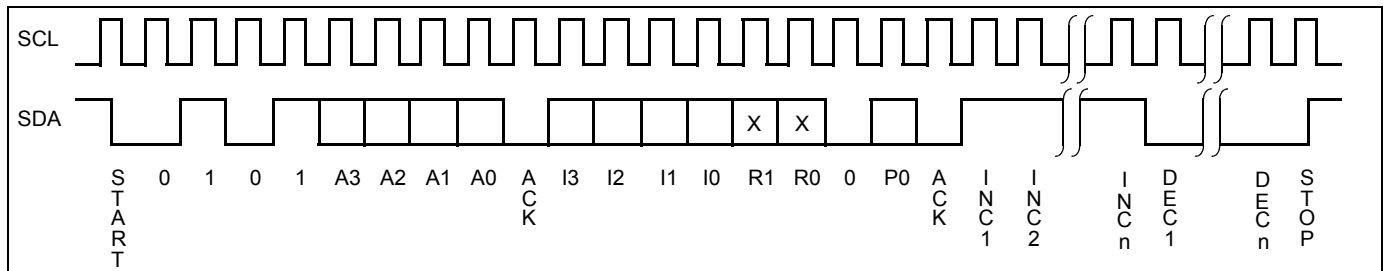 SCL
SDA
X X
START 0 1 0 1 A3 A2 A1 A0 ACK I3 I2 I1 I0 R1 R0 0 P0 ACK INC1 INC2 INCn DEC1 DECn STOP